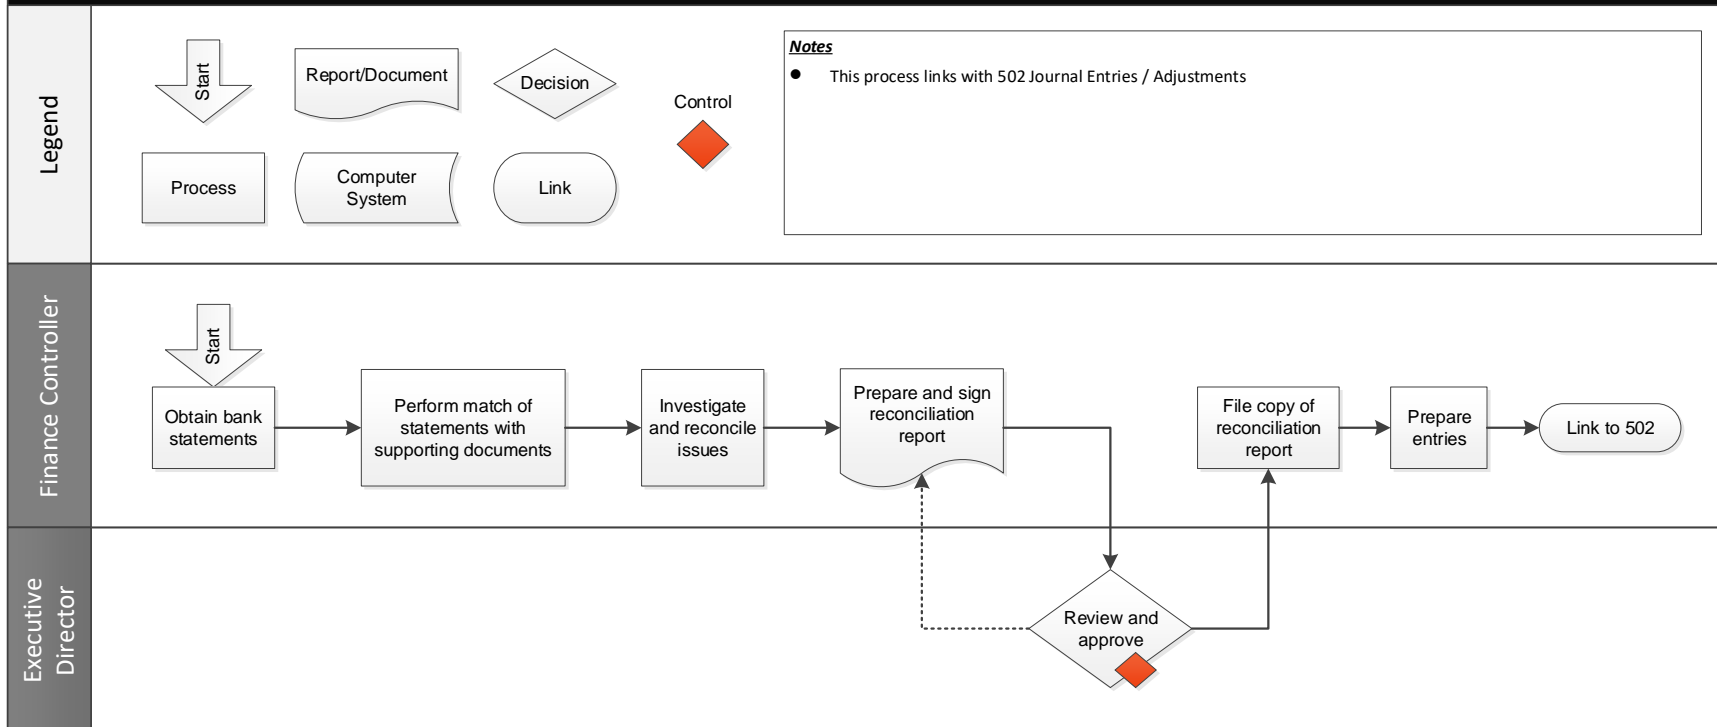 Legend
Start
Report/Document
Decision
Control
Process
Computer
System
Link
Notes
● This process links with 502 Journal Entries / Adjustments
Finance Controller
Start
Obtain bank
statements
Perform match of
statements with
supporting documents
Investigate
and reconcile
issues
Prepare and sign
reconciliation
report
File copy of
reconciliation
report
Prepare
entries
Link to 502
Executive
Director
Review and
approve